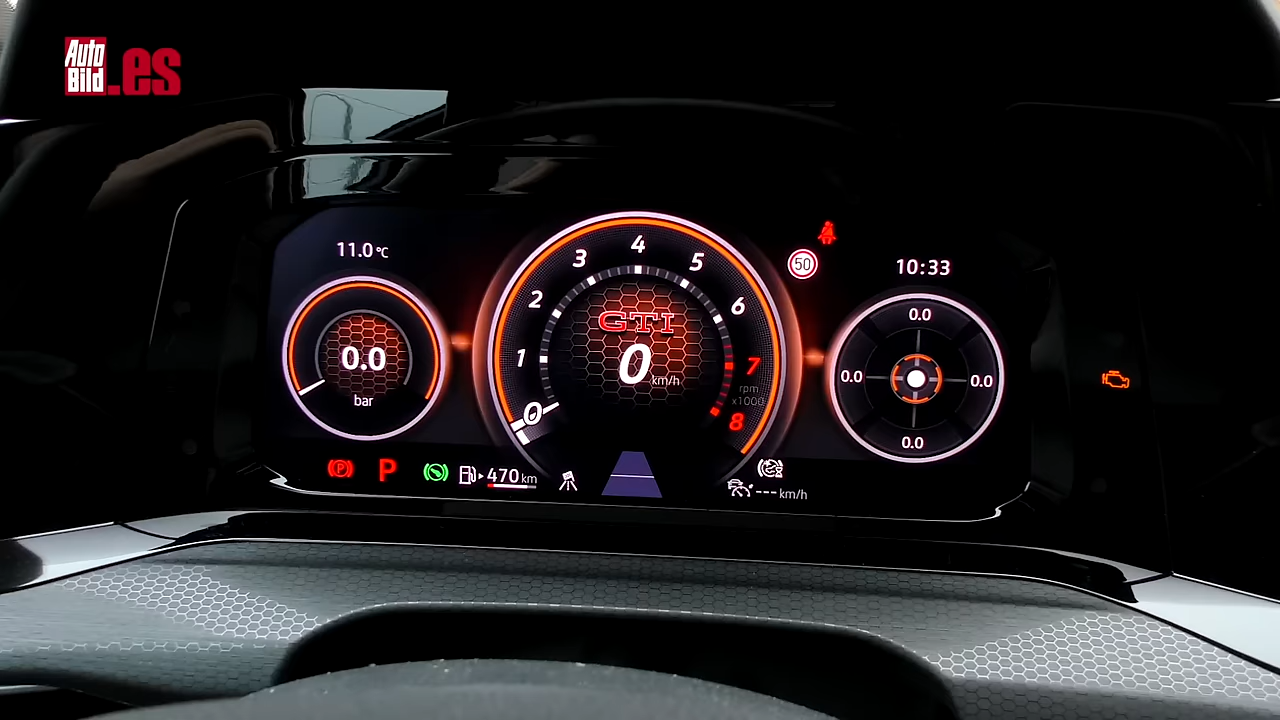 Auto
Bild
.es
11.0 °C
10:33
50
0.0
bar
0
1
2
3
4
5
6
7
8
rpm
x1000
GTI
0 km/h
0.0
0.0
0.0
0.0
P
P
470 km
--- km/h